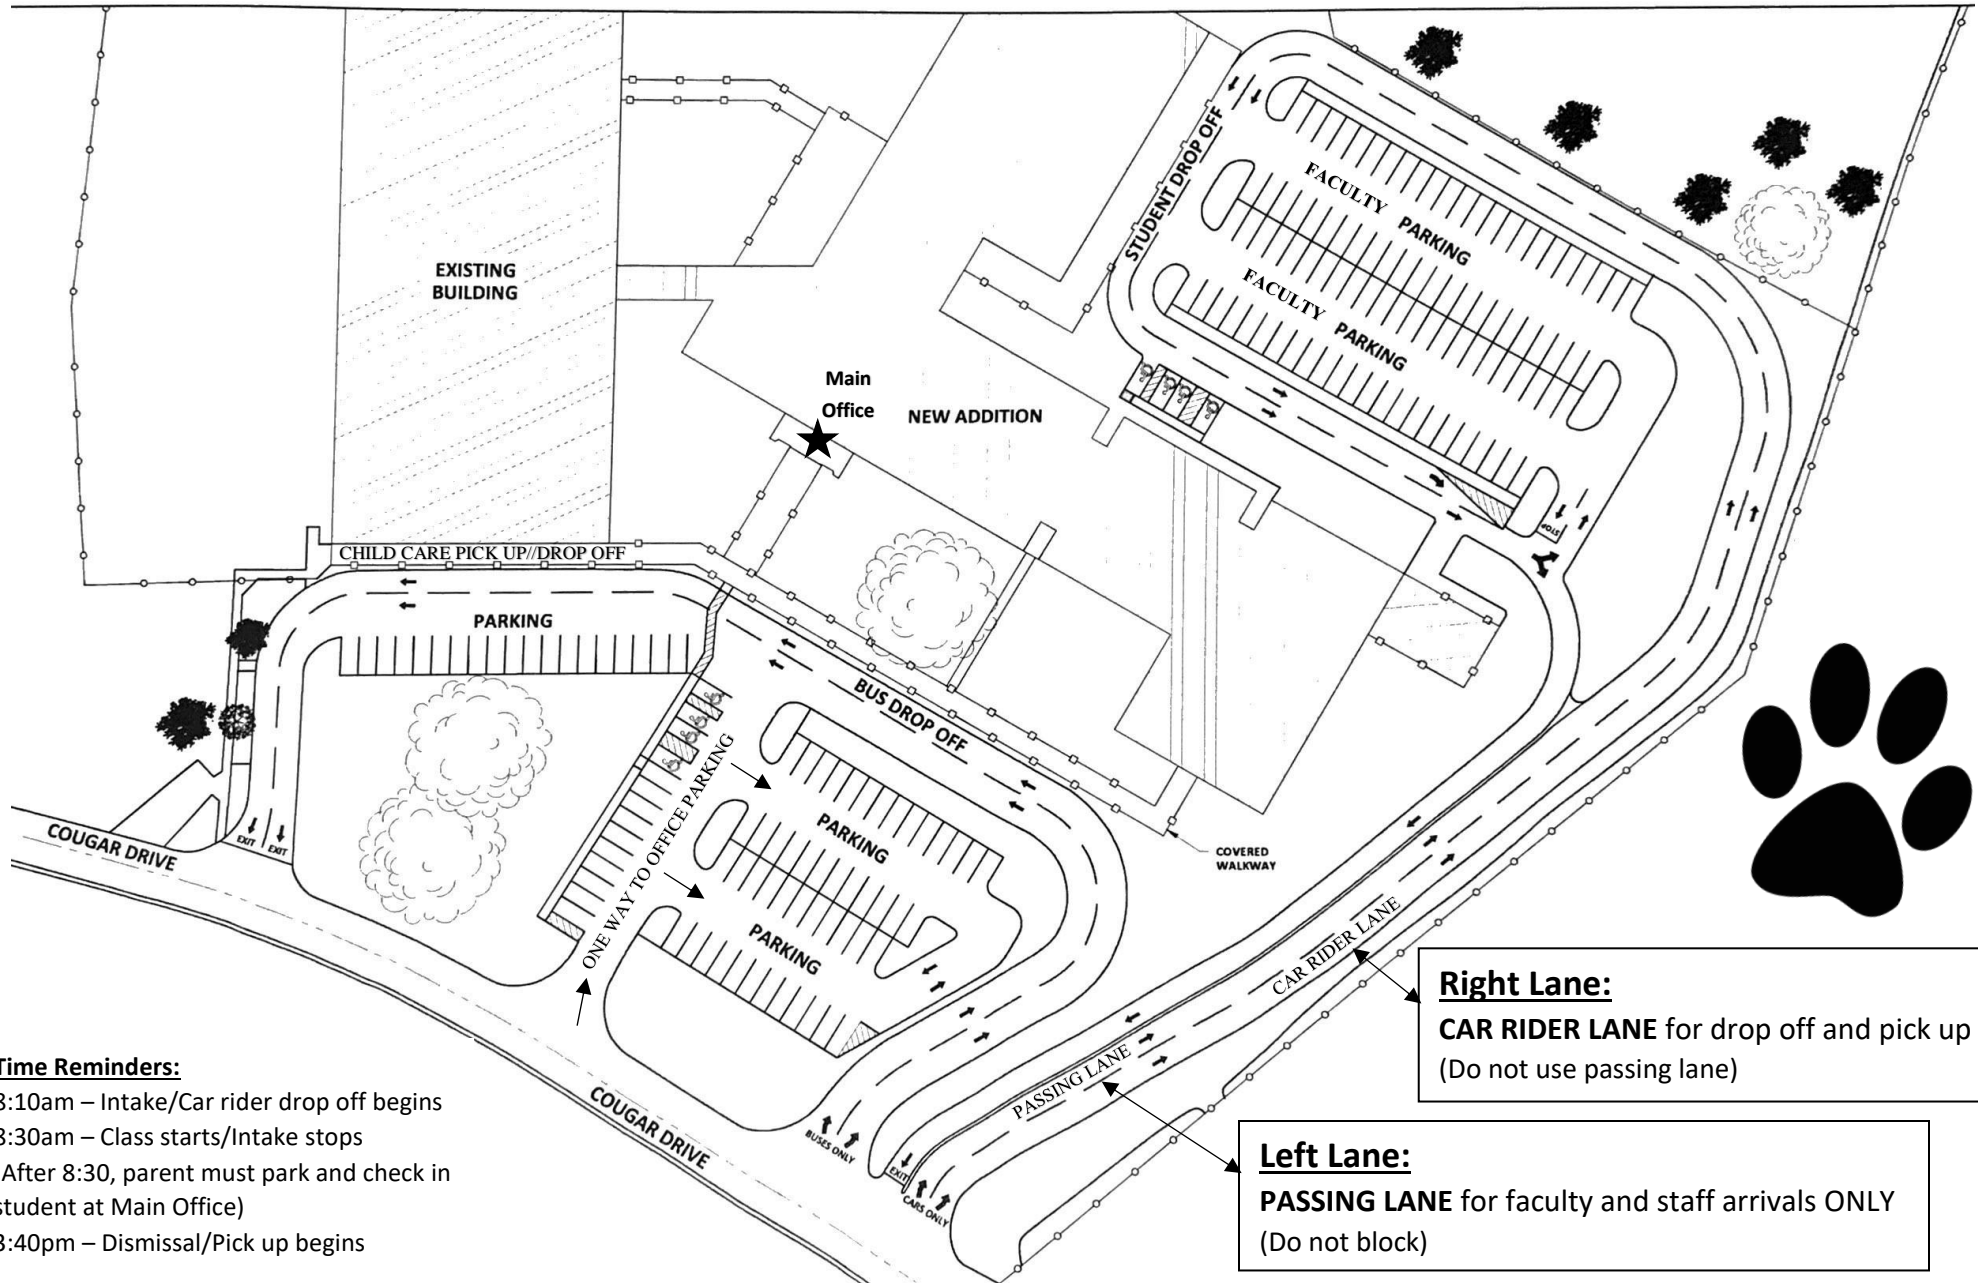 STUDENT DROP OFF
FACULTY PARKING
FACULTY PARKING
EXISTING
BUILDING
Main
Office
NEW ADDITION
STOP
CHILD CARE PICK UP//DROP OFF
PARKING
BUS DROP OFF
ONE WAY TO OFFICE PARKING
PARKING
PARKING
COVERED
WALKWAY
COUGAR DRIVE
EXIT
EXIT
CAR RIDER LANE
PASSING LANE
Right Lane:
CAR RIDER LANE for drop off and pick up
(Do not use passing lane)
Left Lane:
PASSING LANE for faculty and staff arrivals ONLY
(Do not block)
COUGAR DRIVE
BUSES ONLY
EXIT
CARS ONLY
Time Reminders:
8:10am – Intake/Car rider drop off begins
8:30am – Class starts/Intake stops
After 8:30, parent must park and check in
student at Main Office)
3:40pm – Dismissal/Pick up begins